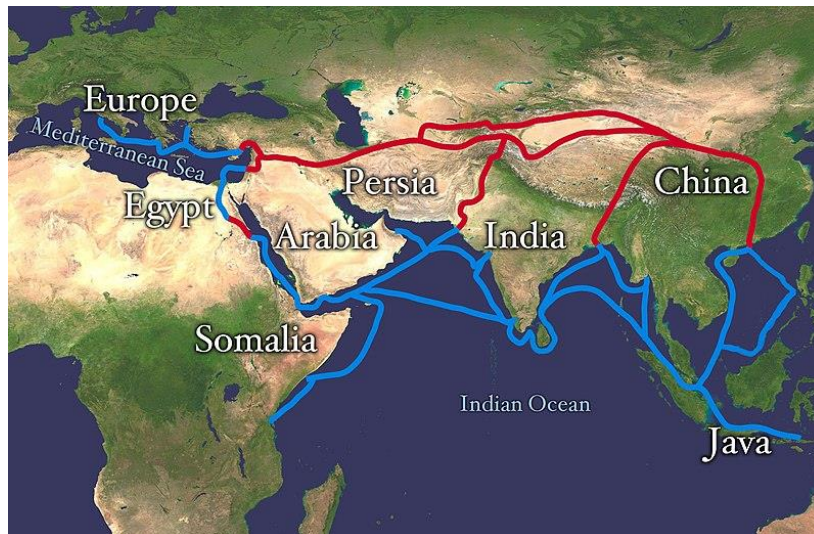 Europe
Mediterranean Sea
Egypt
Persia
Arabia
India
China
Somalia
Indian Ocean
Java